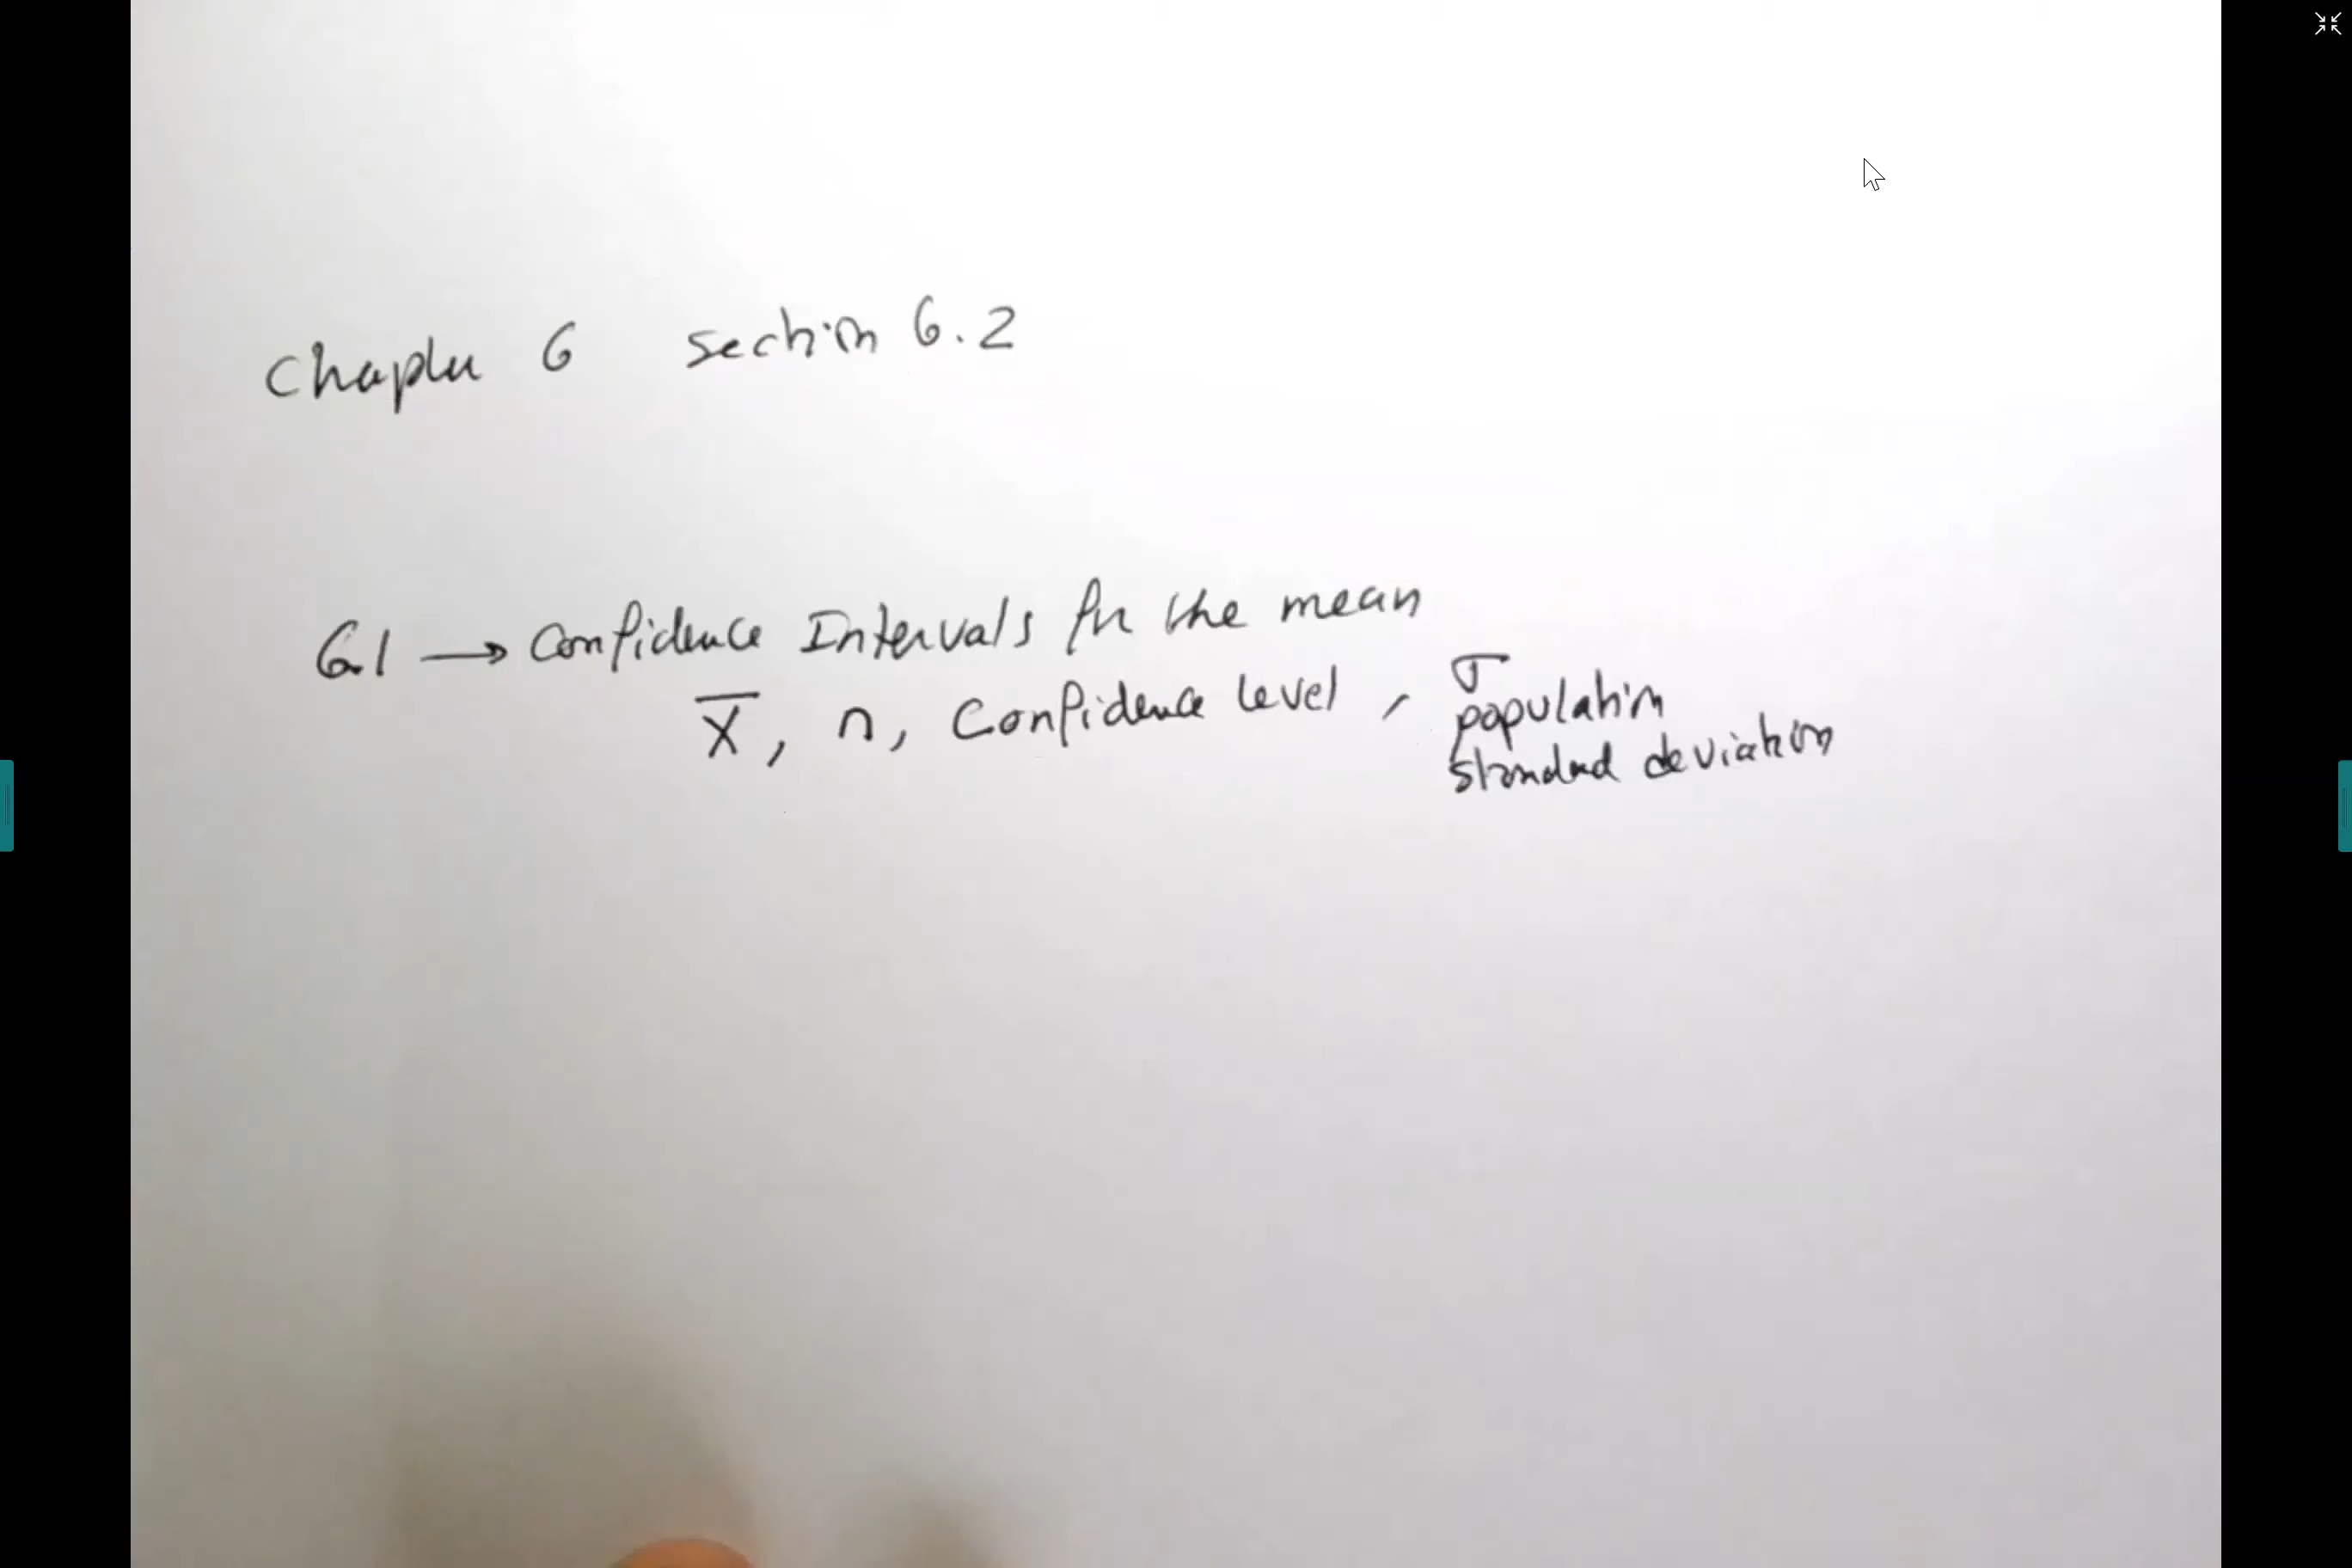 Chapter 6 section 6.2
6.1 → Confidence Intervals for the mean
X̄, n, Confidence level, σ
population
standard deviation